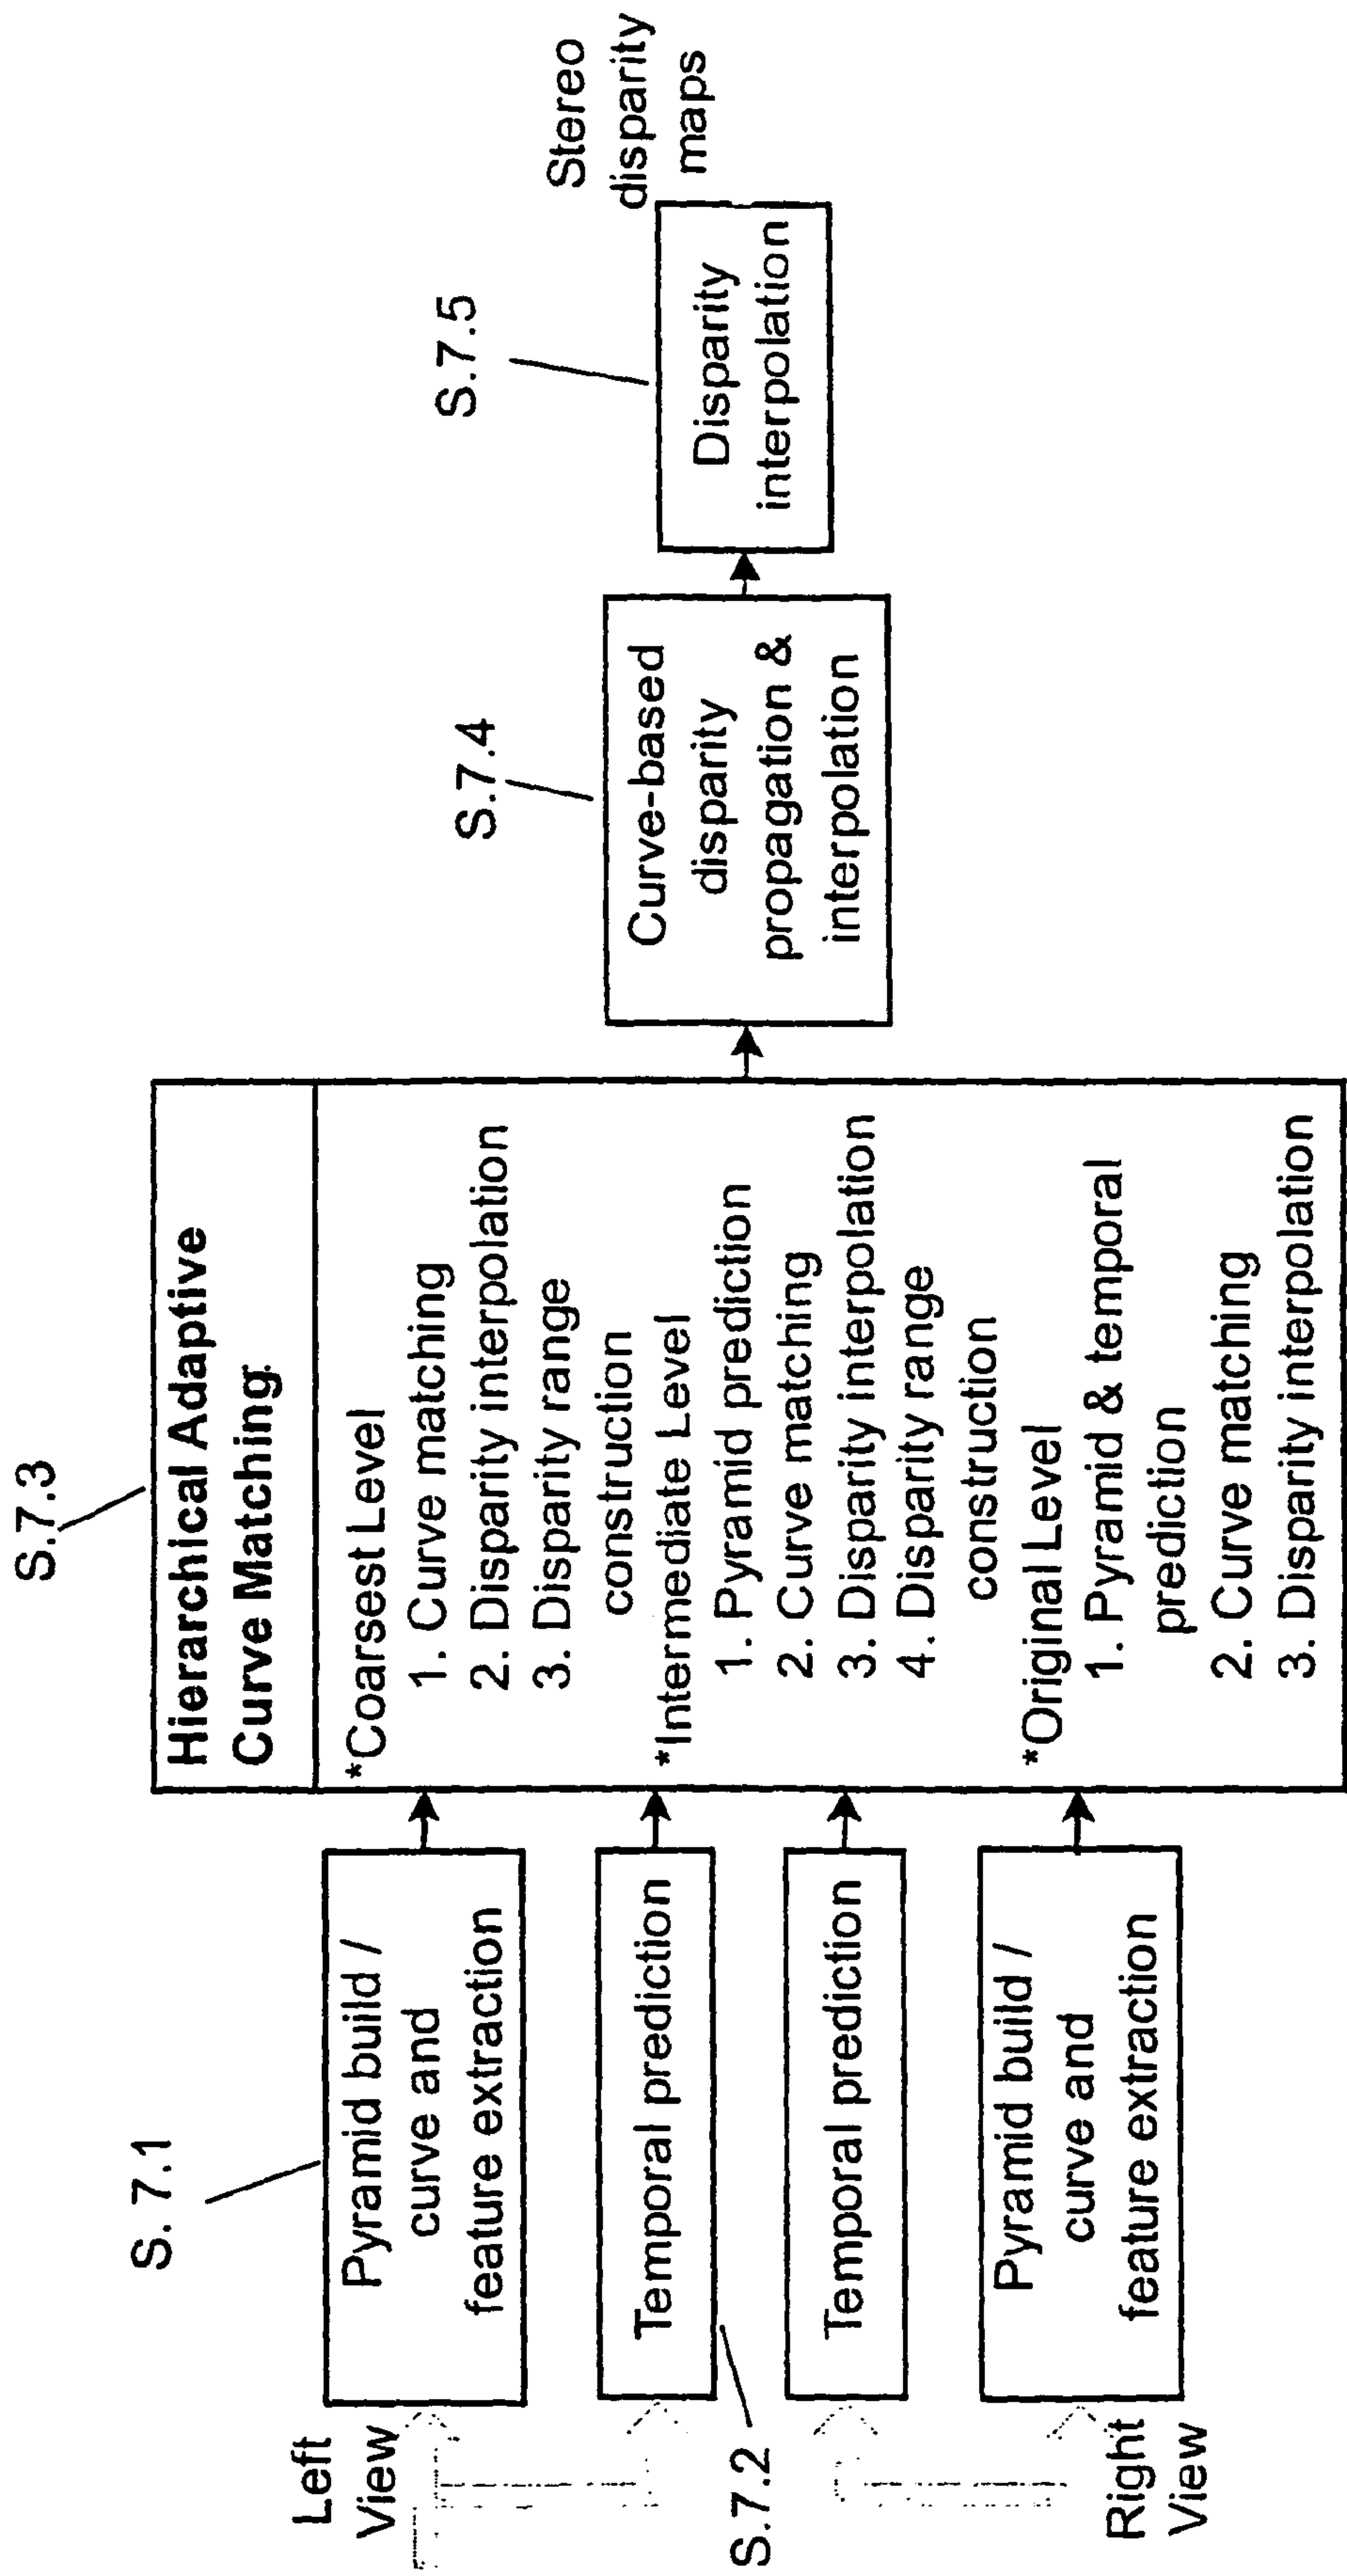 S. 7.1
Left
View
Pyramid build /
curve and
feature extraction
Temporal prediction
S.7.2
Temporal prediction
Pyramid build /
curve and
feature extraction
Right
View
S.7.3
Hierarchical Adaptive
Curve Matching
*Coarsest Level
1. Curve matching
2. Disparity interpolation
3. Disparity range
construction
*Intermediate Level
1. Pyramid prediction
2. Curve matching
3. Disparity interpolation
4. Disparity range
construction
*Original Level
1. Pyramid & temporal
prediction
2. Curve matching
3. Disparity interpolation
S.7.4
Curve-based
disparity
propagation &
interpolation
S.7.5
Disparity
interpolation
Stereo
disparity
maps